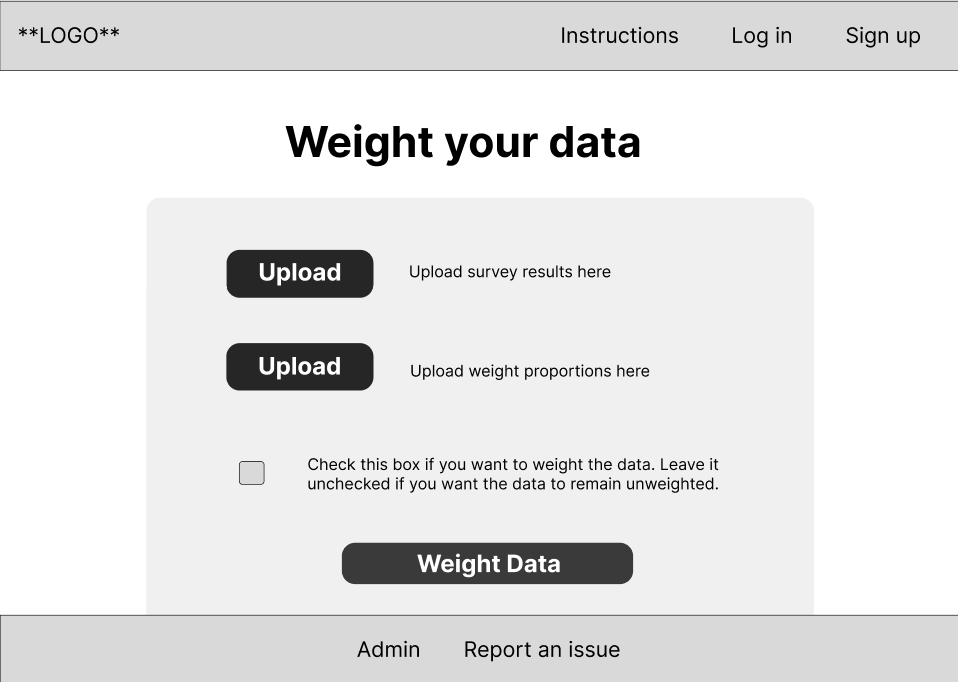 **LOGO** Instructions Log in Sign up
Weight your data
Upload Upload survey results here
Upload Upload weight proportions here
Check this box if you want to weight the data. Leave it
unchecked if you want the data to remain unweighted.
Weight Data
Admin Report an issue